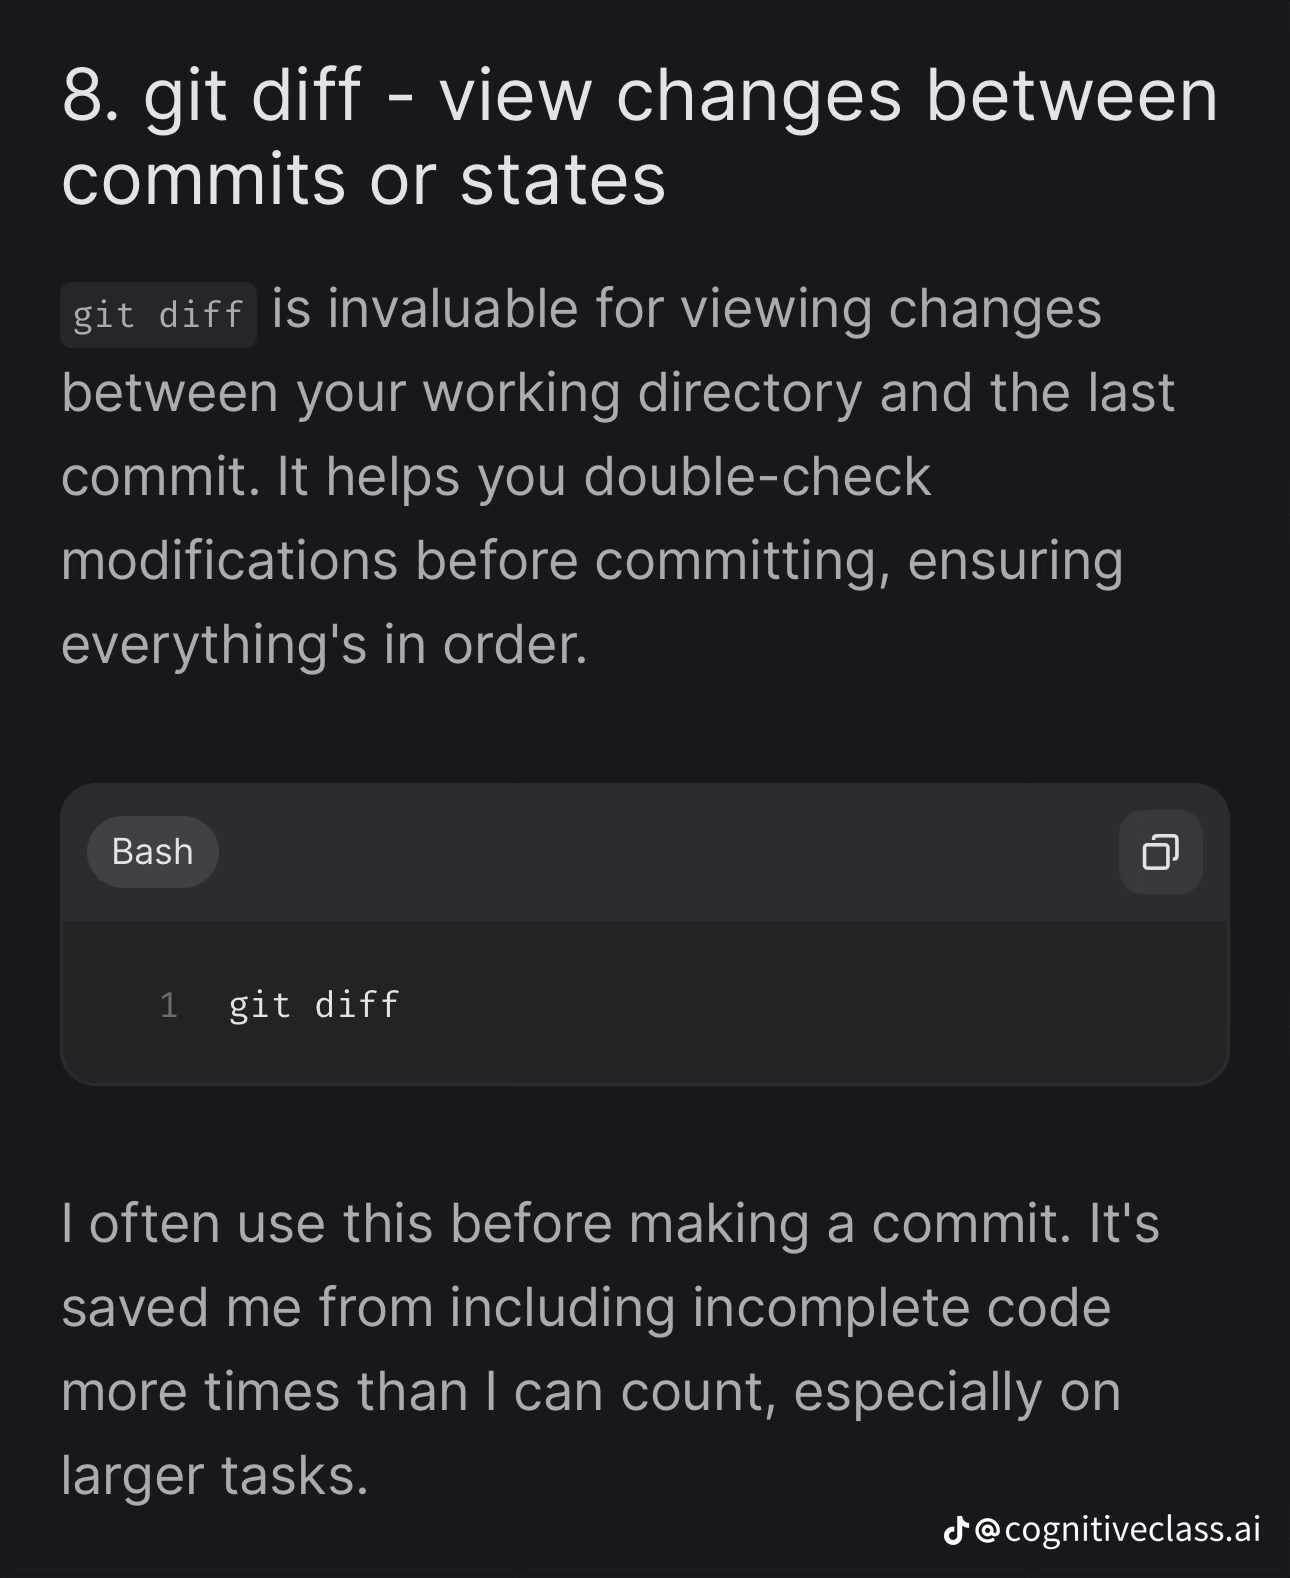 8. git diff - view changes between
commits or states
git diff is invaluable for viewing changes
between your working directory and the last
commit. It helps you double-check
modifications before committing, ensuring
everything's in order.
Bash
1 git diff
I often use this before making a commit. It's
saved me from including incomplete code
more times than I can count, especially on
larger tasks.
@cognitiveclass.ai